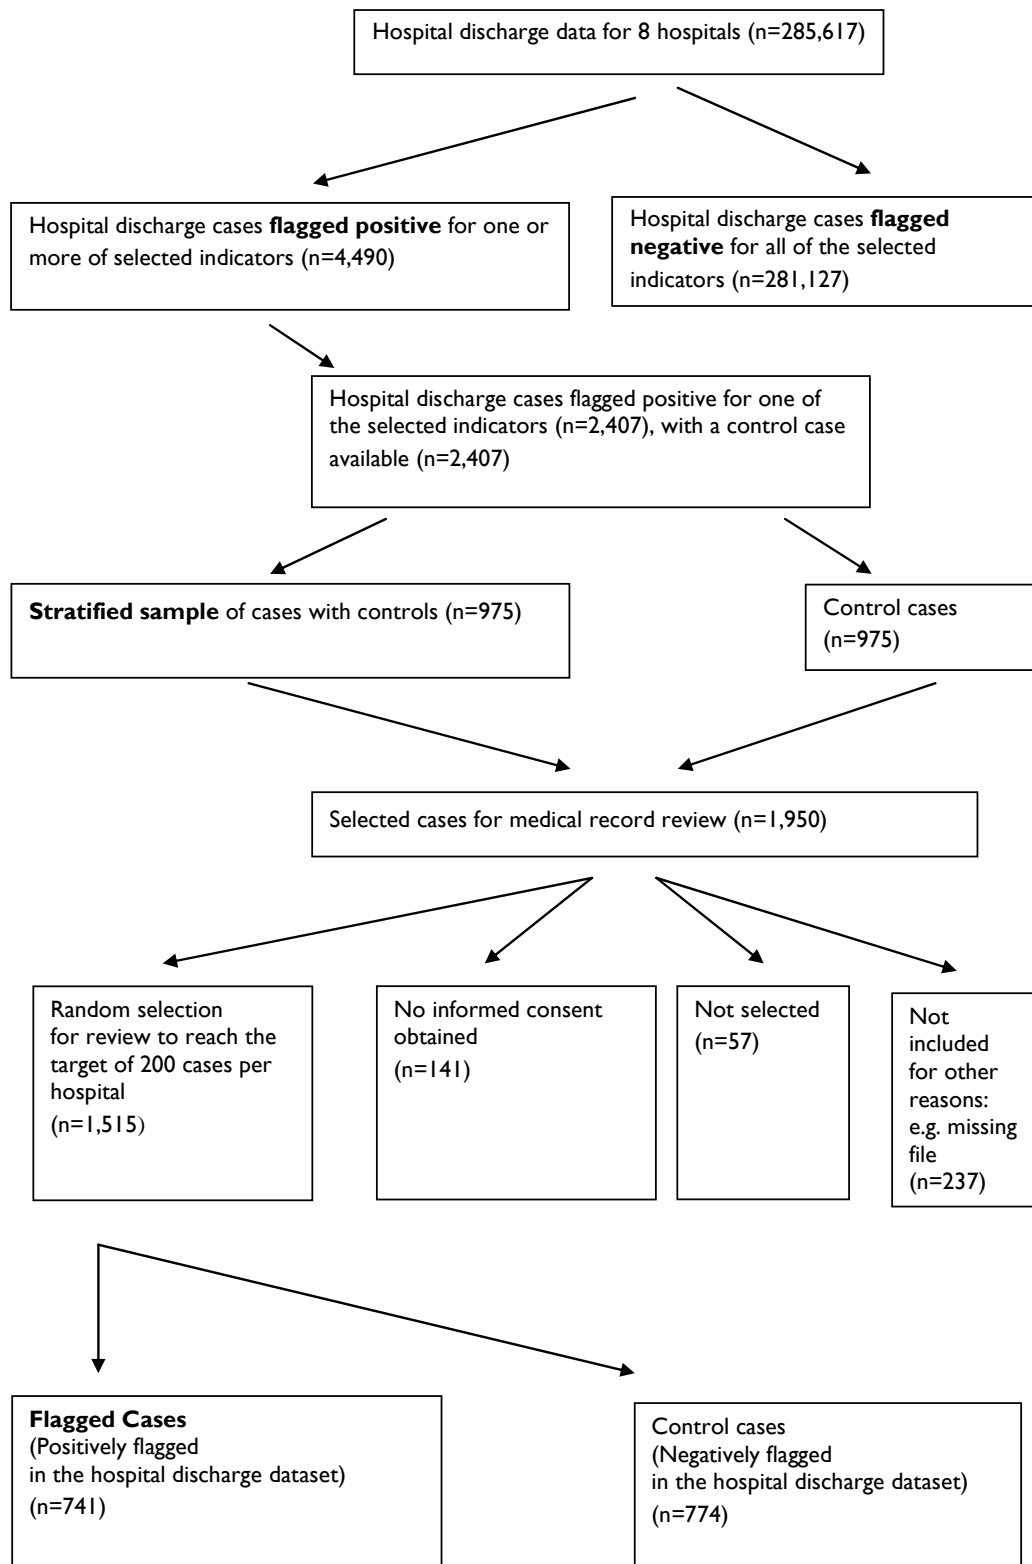 Hospital discharge data for 8 hospitals (n=285,617)
Hospital discharge cases flagged positive for one or
more of selected indicators (n=4,490)
Hospital discharge cases flagged
negative for all of the selected
indicators (n=281,127)
Hospital discharge cases flagged positive for one of
the selected indicators (n=2,407), with a control case
available (n=2,407)
Stratified sample of cases with controls (n=975)
Control cases
(n=975)
Selected cases for medical record review (n=1,950)
Random selection
for review to reach the
target of 200 cases per
hospital
(n=1,515)
No informed consent
obtained
(n=141)
Not selected
(n=57)
Not
included
for other
reasons:
e.g. missing
file
(n=237)
Flagged Cases
(Positively flagged
in the hospital discharge dataset)
(n=741)
Control cases
(Negatively flagged
in the hospital discharge dataset)
(n=774)